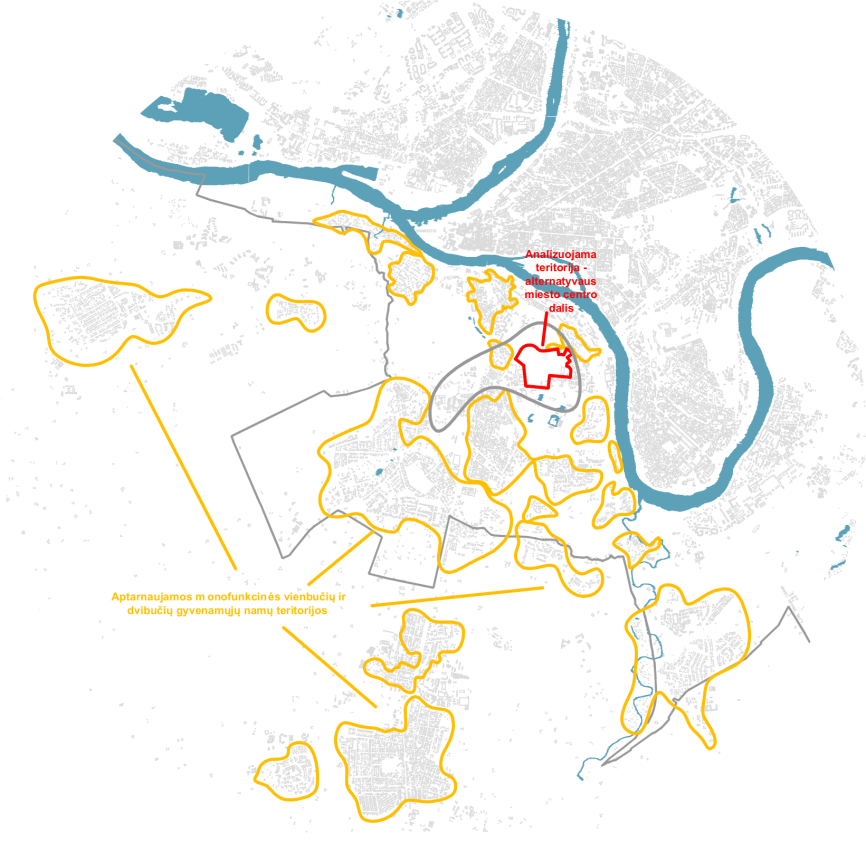 Analizuojama
teritorija -
alternatyvaus
miesto centro
dalis
Aptarnaujamos m onofunkcinės vienbučių ir
dvibučių gyvenamųjų namų teritorijos